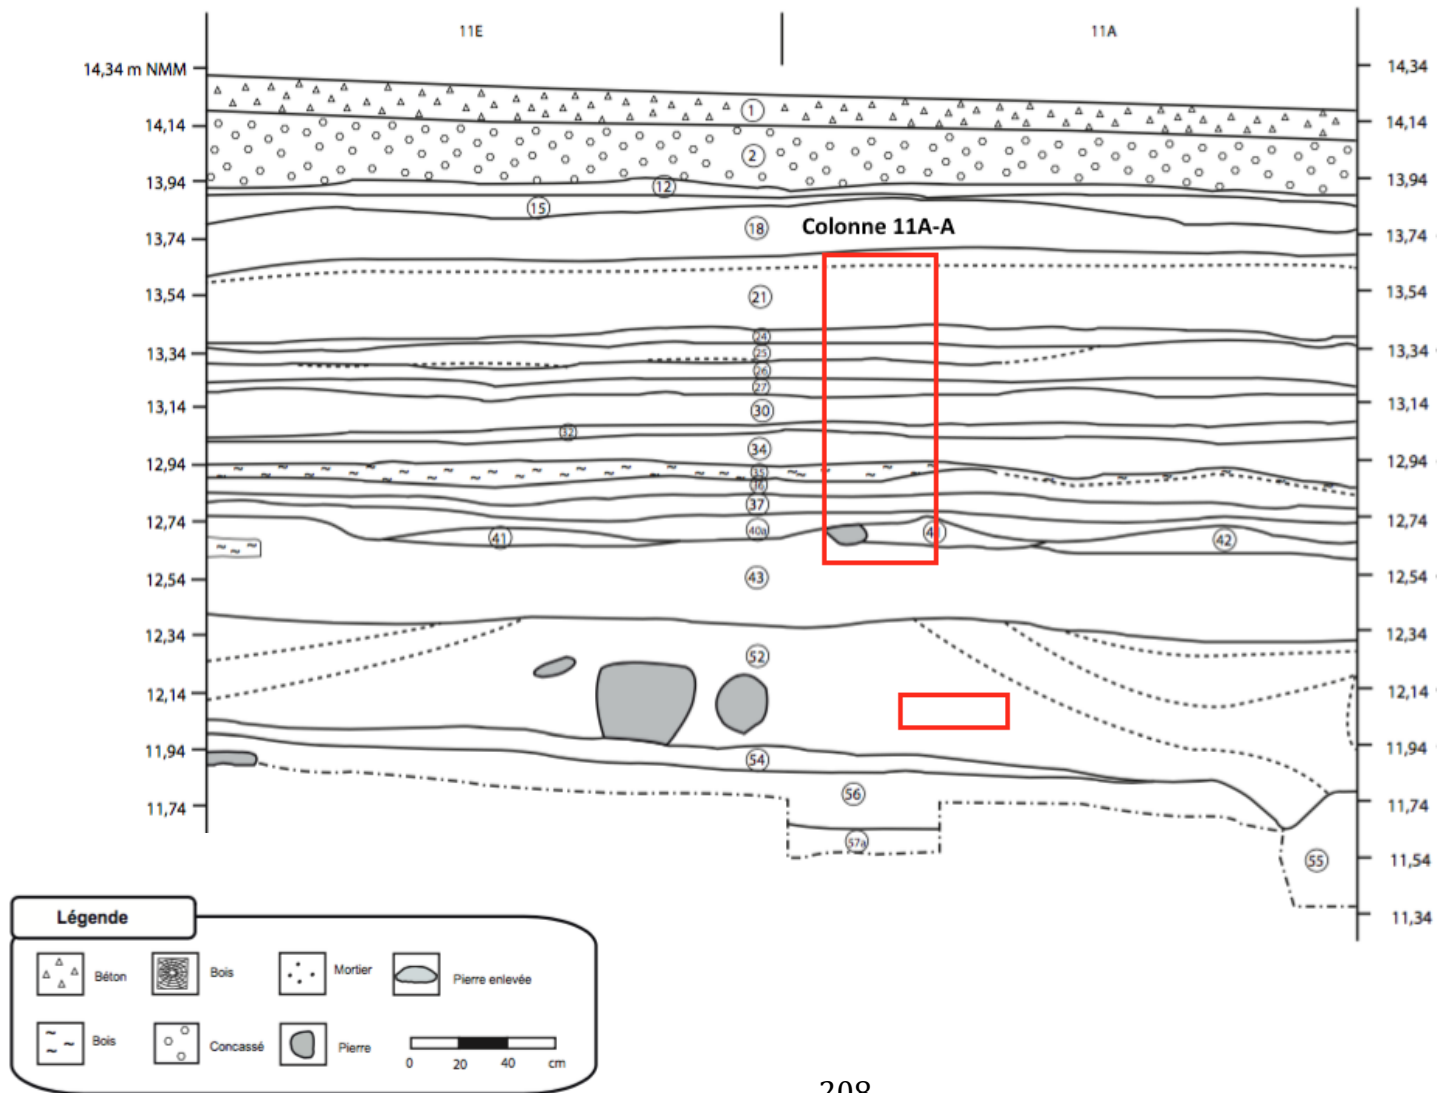 11E 11A
14,34 m NMM 14,34
1
14,14 14,14
2
13,94 12 13,94
15
18 Colonne 11A-A
13,74 13,74
13,54 21 13,54
24
13,34 25 13,34
26
27
13,14 30 13,14
32
34
12,94 35 12,94
36
37
12,74 40a 12,74
41 42
12,54 43 12,54
12,34 12,34
52
12,14 12,14
11,94 11,94
54
56
11,74 11,74
57a
55 11,54
11,34
Légende
Béton Bois Mortier Pierre enlevée
Bois Concassé Pierre
0 20 40 cm
208